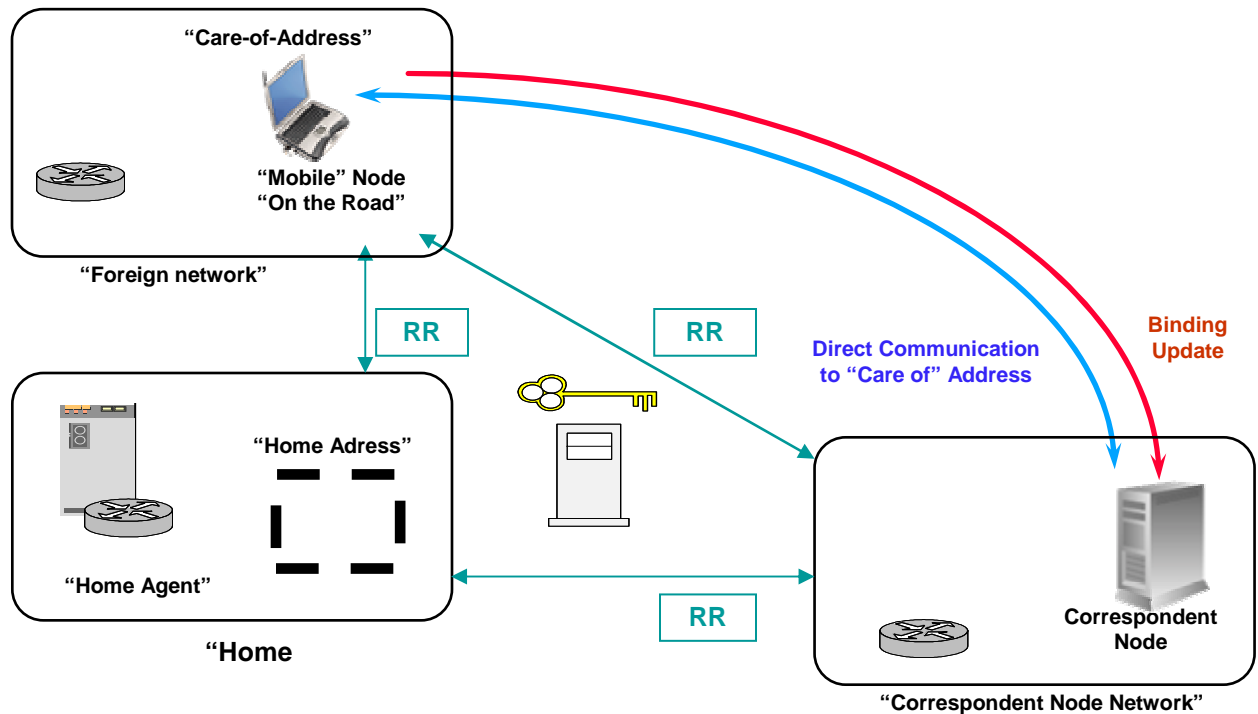 “Care-of-Address”
“Mobile” Node
“On the Road”
“Foreign network”
RR
RR
Direct Communication
to “Care of” Address
Binding
Update
“Home Adress”
“Home Agent”
“Home
RR
Correspondent
Node
“Correspondent Node Network”